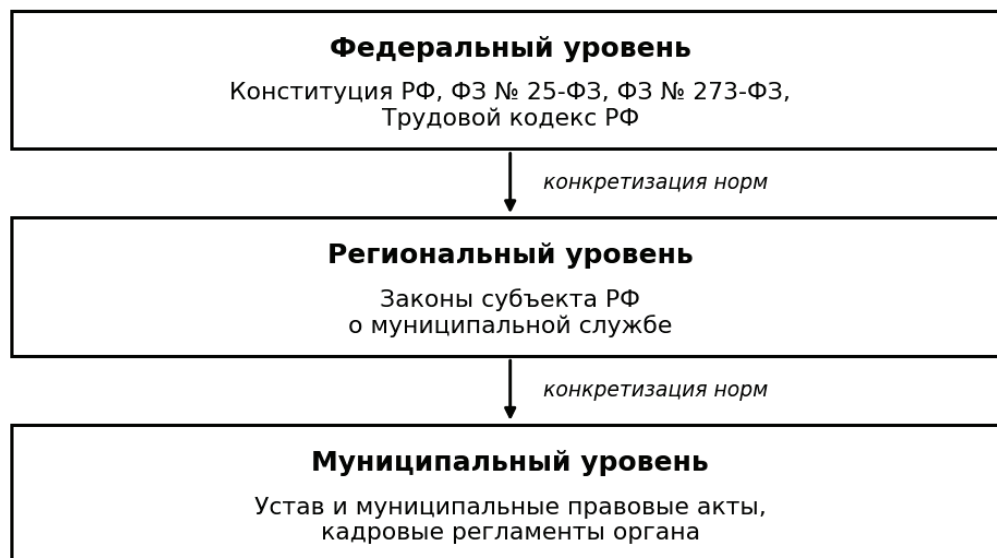 Федеральный уровень
Конституция РФ, ФЗ № 25-ФЗ, ФЗ № 273-ФЗ,
Трудовой кодекс РФ
конкретизация норм
Региональный уровень
Законы субъекта РФ
о муниципальной службе
конкретизация норм
Муниципальный уровень
Устав и муниципальные правовые акты,
кадровые регламенты органа